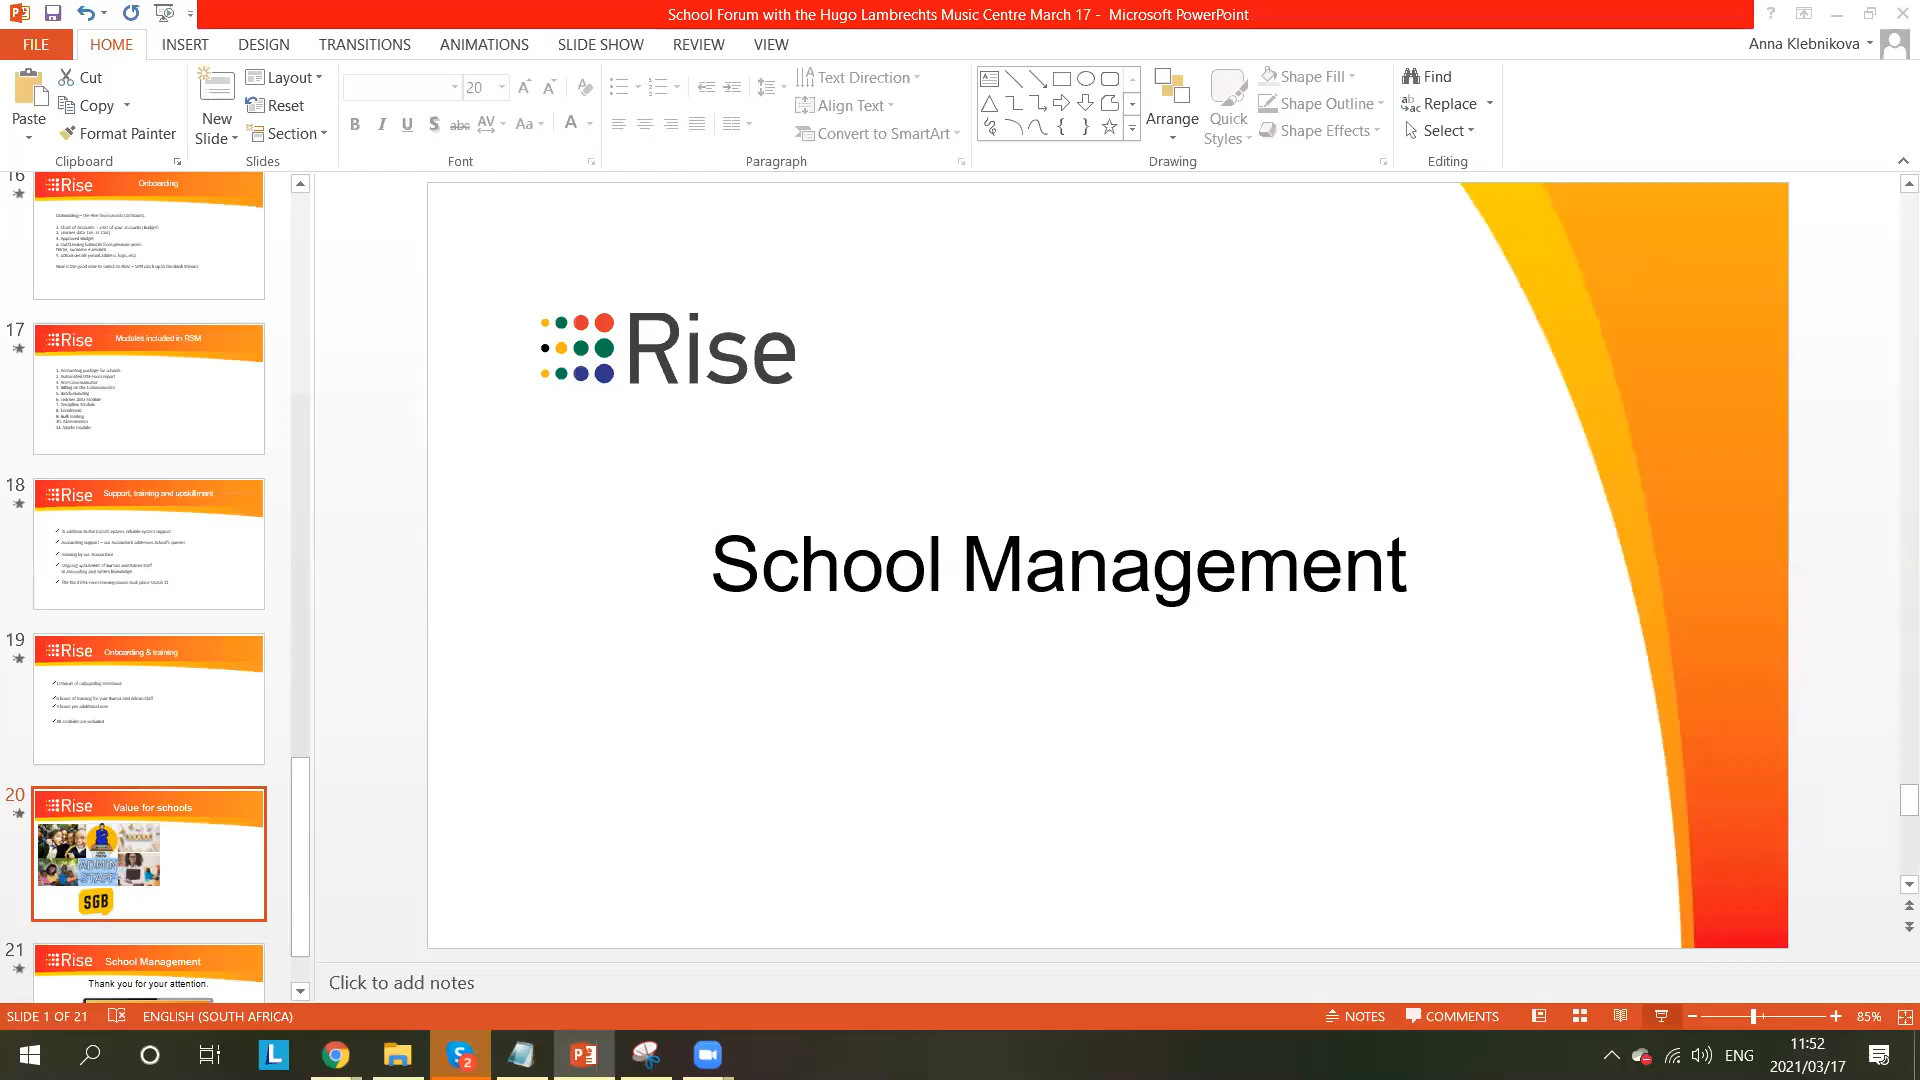 School Forum with the Hugo Lambrechts Music Centre March 17 - Microsoft PowerPoint
FILE HOME INSERT DESIGN TRANSITIONS ANIMATIONS SLIDE SHOW REVIEW VIEW
Anna Klebnikova
Paste
Cut
Copy
Format Painter
Clipboard
New
Slide
Layout
Reset
Section
Slides
20
Font
Text Direction
Align Text
Convert to SmartArt
Paragraph
Arrange
Quick
Styles
Shape Fill
Shape Outline
Shape Effects
Drawing
Find
Replace
Select
Editing
16
Rise Onboarding
17
Rise Modules included in RSM
18
Rise Support, training and upskillment
19
Rise Onboarding & training
20
Rise Value for schools
ADMIN
STAFF
SGB
21
Rise School Management
Thank you for your attention.
Rise
School Management
Click to add notes
SLIDE 1 OF 21 ENGLISH (SOUTH AFRICA)
NOTES COMMENTS 85%
2
ENG
11:52
2021/03/17